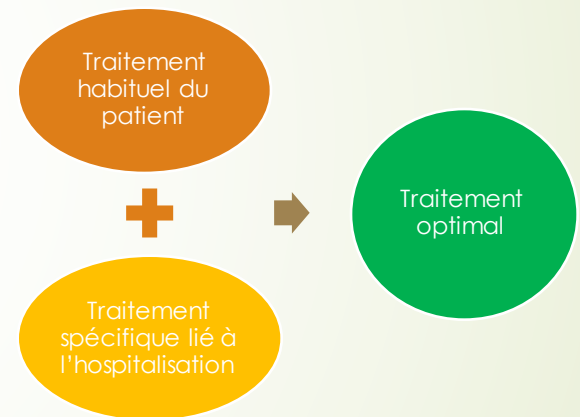 Traitement
habituel du
patient
Traitement
spécifique lié à
l'hospitalisation
Traitement
optimal